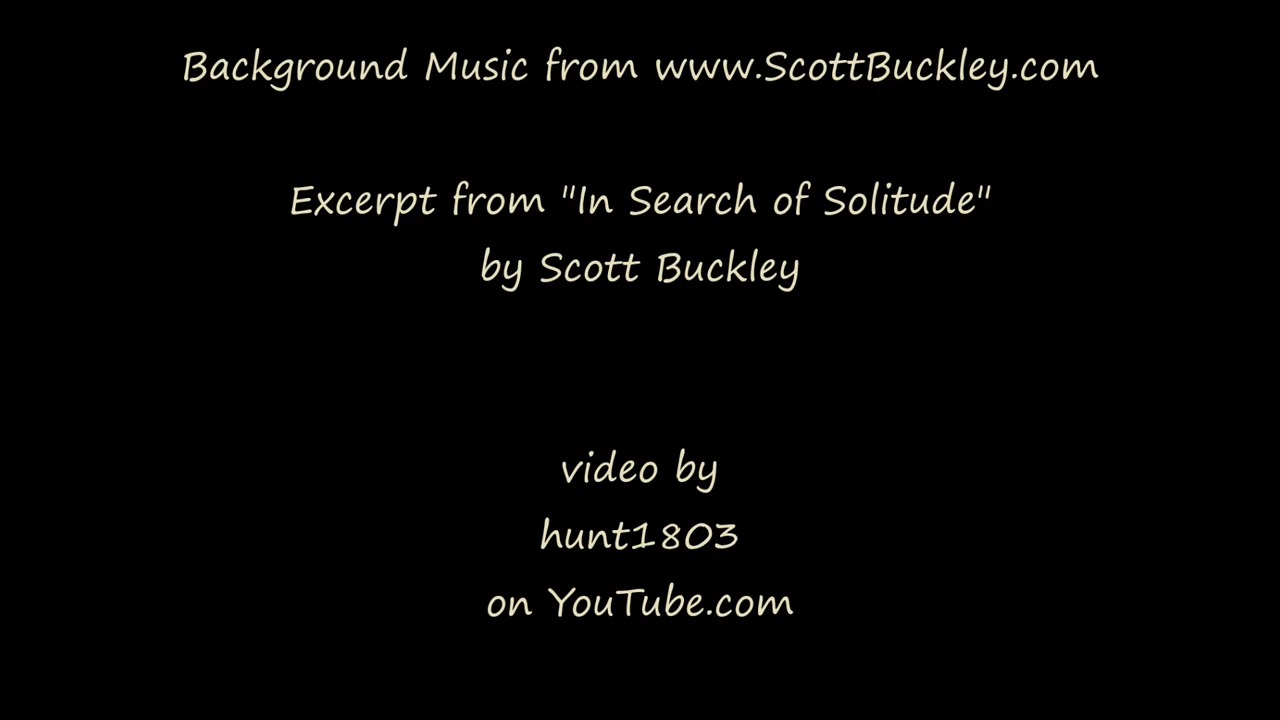 Background Music from www.ScottBuckley.com
Excerpt from "In Search of Solitude"
by Scott Buckley
video by
hunt1803
on YouTube.com